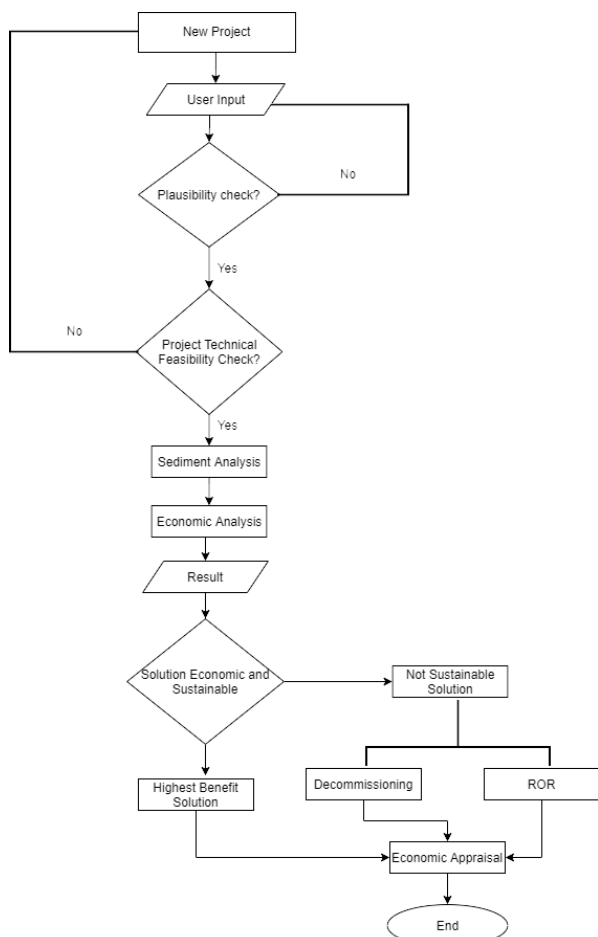 New Project
User Input
Plausibility check?
No
Yes
No
Project Technical
Feasibility Check?
Yes
Sediment Analysis
Economic Analysis
Result
Solution Economic and
Sustainable
Not Sustainable
Solution
Highest Benefit
Solution
Decommissioning
ROR
Economic Appraisal
End